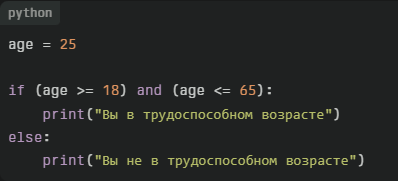 python
age = 25
if (age >= 18) and (age <= 65):
    print("Вы в трудоспособном возрасте")
else:
    print("Вы не в трудоспособном возрасте")